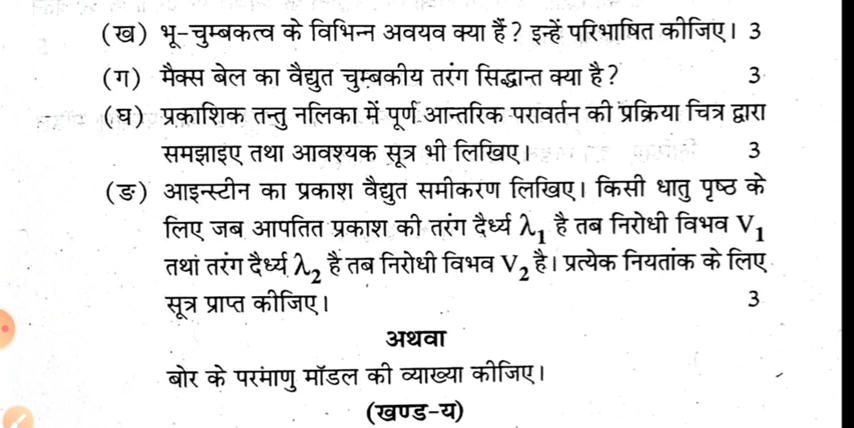 (ख) भू-चुम्बकत्व के विभिन्न अवयव क्या हैं? इन्हें परिभाषित कीजिए। 3
(ग) मैक्स बेल का वैद्युत चुम्बकीय तरंग सिद्धान्त क्या है? 3
(घ) प्रकाशिक तन्तु नलिका में पूर्ण आन्तरिक परावर्तन की प्रक्रिया चित्र द्वारा
समझाइए तथा आवश्यक सूत्र भी लिखिए। 3
(ङ) आइन्स्टीन का प्रकाश वैद्युत समीकरण लिखिए। किसी धातु पृष्ठ के
लिए जब आपतित प्रकाश की तरंग दैर्ध्य λ₁ है तब निरोधी विभव V₁
तथा तरंग दैर्ध्य λ₂ है तब निरोधी विभव V₂ है। प्रत्येक नियतांक के लिए
सूत्र प्राप्त कीजिए। 3
अथवा
बोर के परमाणु मॉडल की व्याख्या कीजिए।
(खण्ड-य)